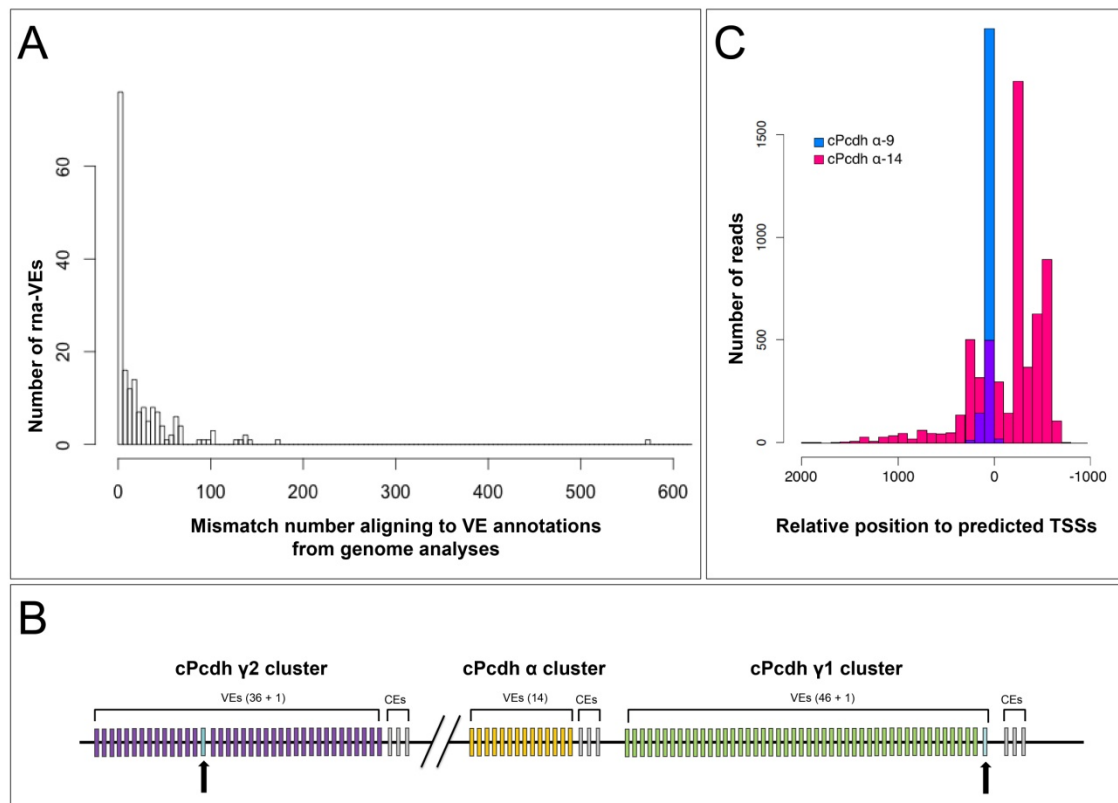 A
60
40
20
0
Number of rna-VEs
0 100 200 300 400 500 600
Mismatch number aligning to VE annotations
from genome analyses
C
1500
1000
500
0
Number of reads
cPcdh α-9
cPcdh α-14
2000 1000 0 -1000
Relative position to predicted TSSs
B
cPcdh γ2 cluster
VEs (36 + 1)
CEs
cPcdh α cluster
VEs (14)
CEs
cPcdh γ1 cluster
VEs (46 + 1)
CEs